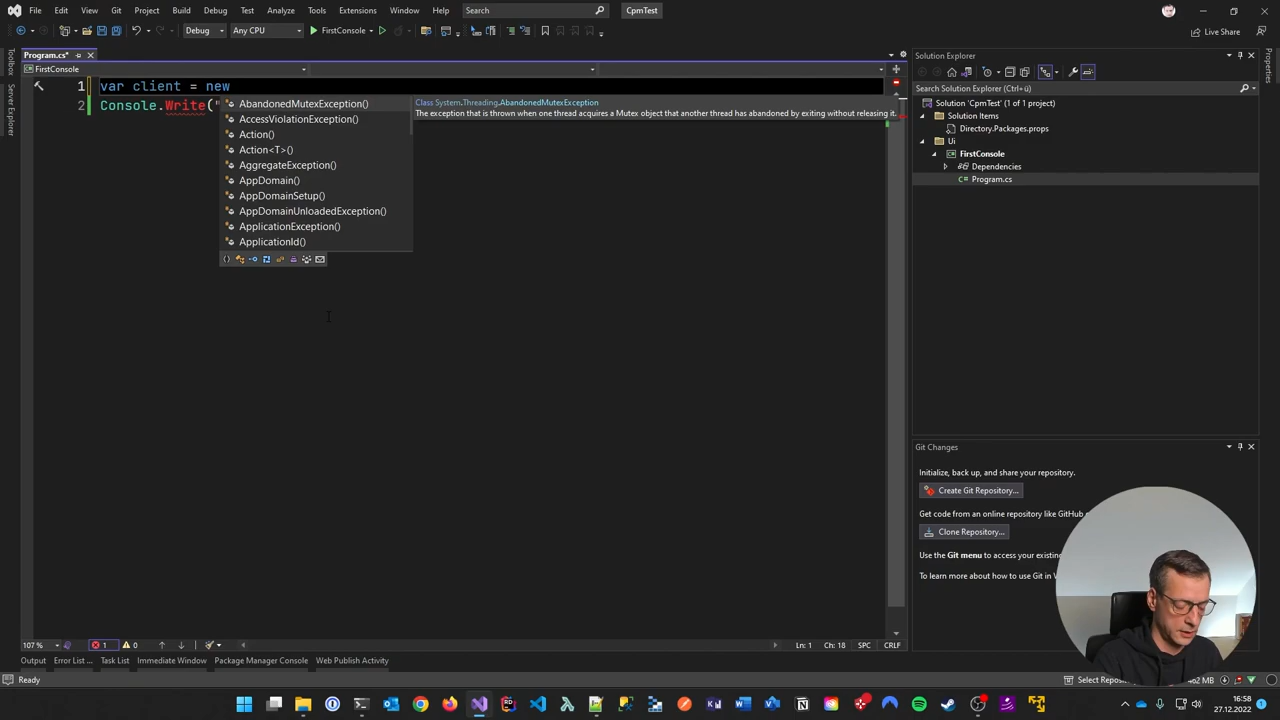 File Edit View Git Project Build Debug Test Analyze Tools Extensions Window Help Search CpmTest
Debug Any CPU FirstConsole Live Share
Program.cs*
FirstConsole
Toolbox
Server Explorer
1 var client = new
2 Console.Write("
AbandonedMutexException()
AccessViolationException()
Action()
Action<T>()
AggregateException()
AppDomain()
AppDomainSetup()
AppDomainUnloadedException()
ApplicationException()
ApplicationId()
Class System.Threading.AbandonedMutexException
The exception that is thrown when one thread acquires a Mutex object that another thread has abandoned by exiting without releasing it.
Solution Explorer
Search Solution Explorer (Ctrl+ü)
Solution 'CpmTest' (1 of 1 project)
Solution Items
Directory.Packages.props
Ui
FirstConsole
Dependencies
C# Program.cs
Properties
Git Changes
Initialize, back up, and share your repository.
Create Git Repository...
Get code from an online repository like GitHub
Clone Repository...
Use the Git menu to access your existing
To learn more about how to use Git in
107 % 1 0 Ln: 1 Ch: 18 SPC CRLF
Output Error List ... Task List Immediate Window Package Manager Console Web Publish Activity
Ready Select Repos MB
16:58
27.12.2022